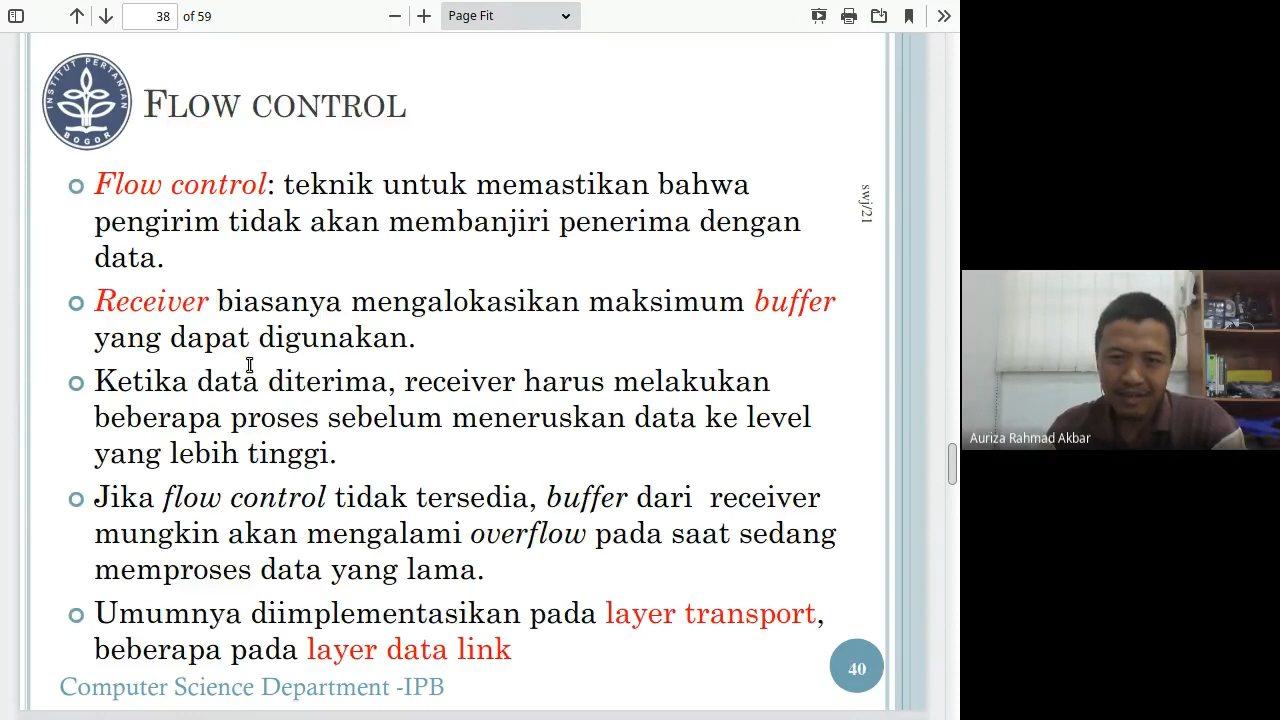 38 of 59
Page Fit
INSTITUT PERTANIAN
BOGOR
FLOW CONTROL
Flow control: teknik untuk memastikan bahwa
pengirim tidak akan membanjiri penerima dengan
data.
Receiver biasanya mengalokasikan maksimum buffer
yang dapat digunakan.
Ketika data diterima, receiver harus melakukan
beberapa proses sebelum meneruskan data ke level
yang lebih tinggi.
Jika flow control tidak tersedia, buffer dari receiver
mungkin akan mengalami overflow pada saat sedang
memproses data yang lama.
Umumnya diimplementasikan pada layer transport,
beberapa pada layer data link
swj/21
40
Computer Science Department -IPB
Auriza Rahmad Akbar